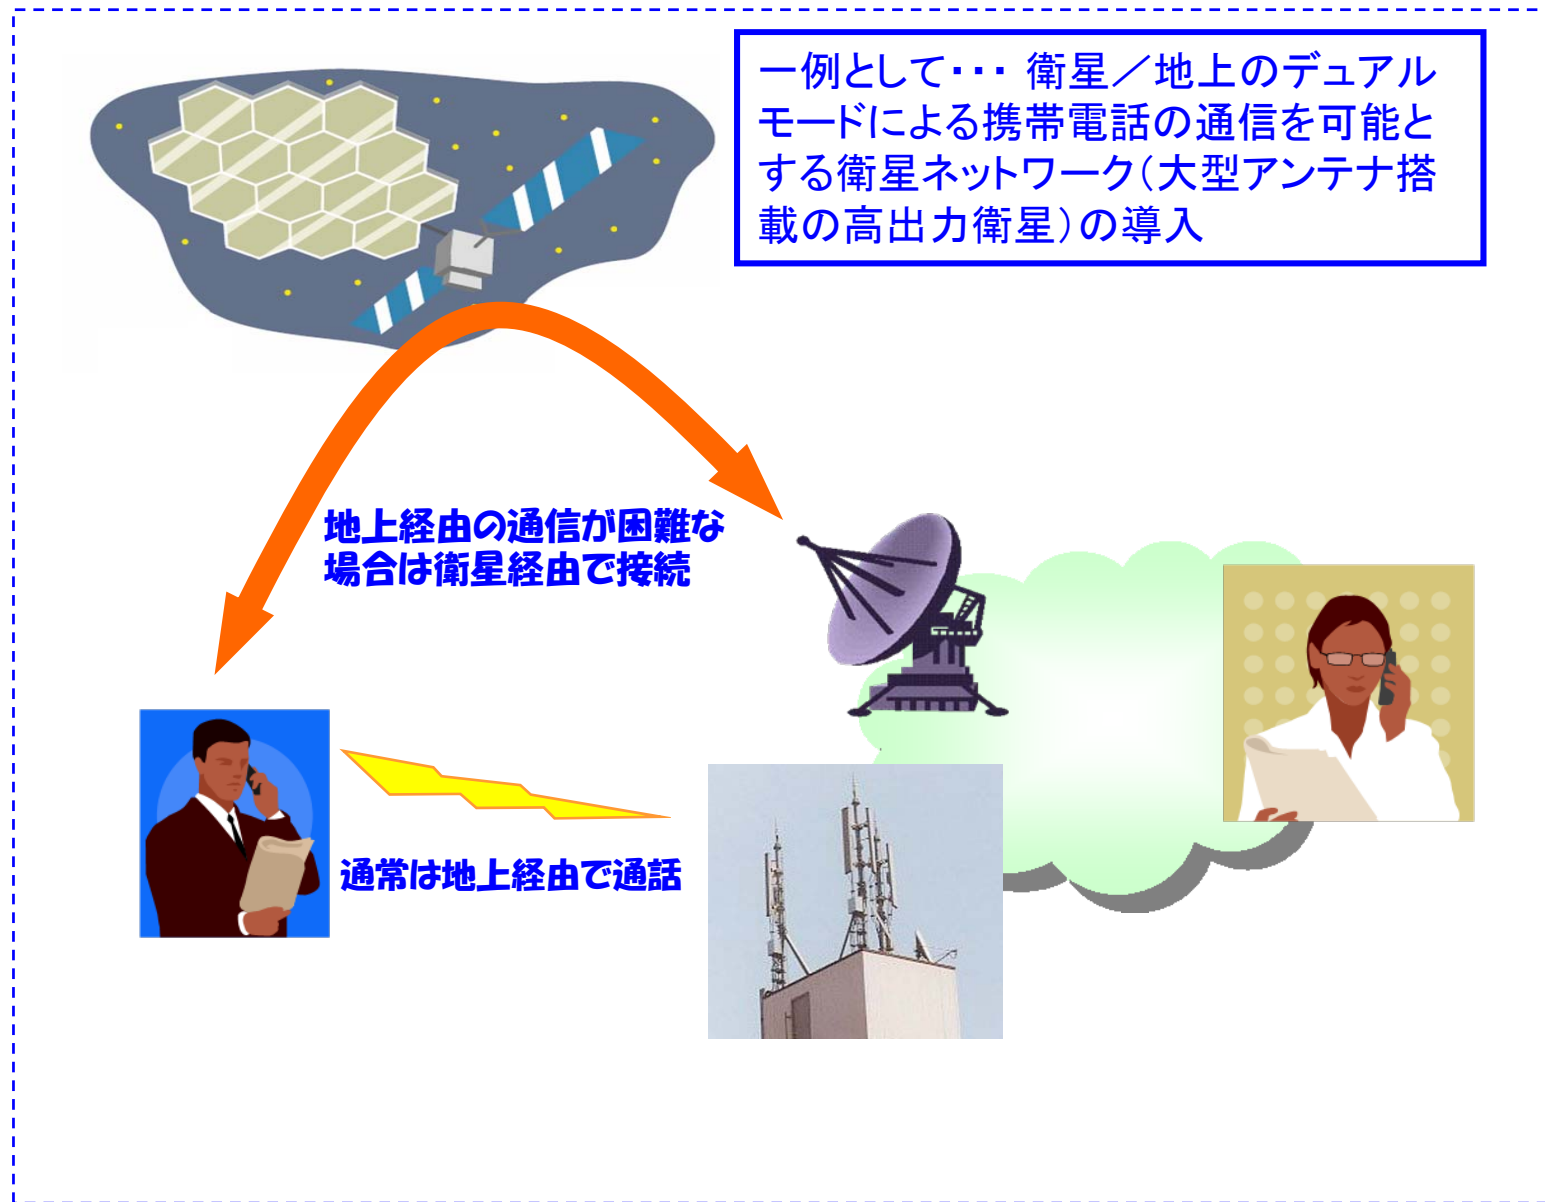 一例として・・・ 衛星／地上のデュアル
モードによる携帯電話の通信を可能と
する衛星ネットワーク（大型アンテナ搭
載の高出力衛星）の導入
地上経由の通信が困難な
場合は衛星経由で接続
通常は地上経由で通話